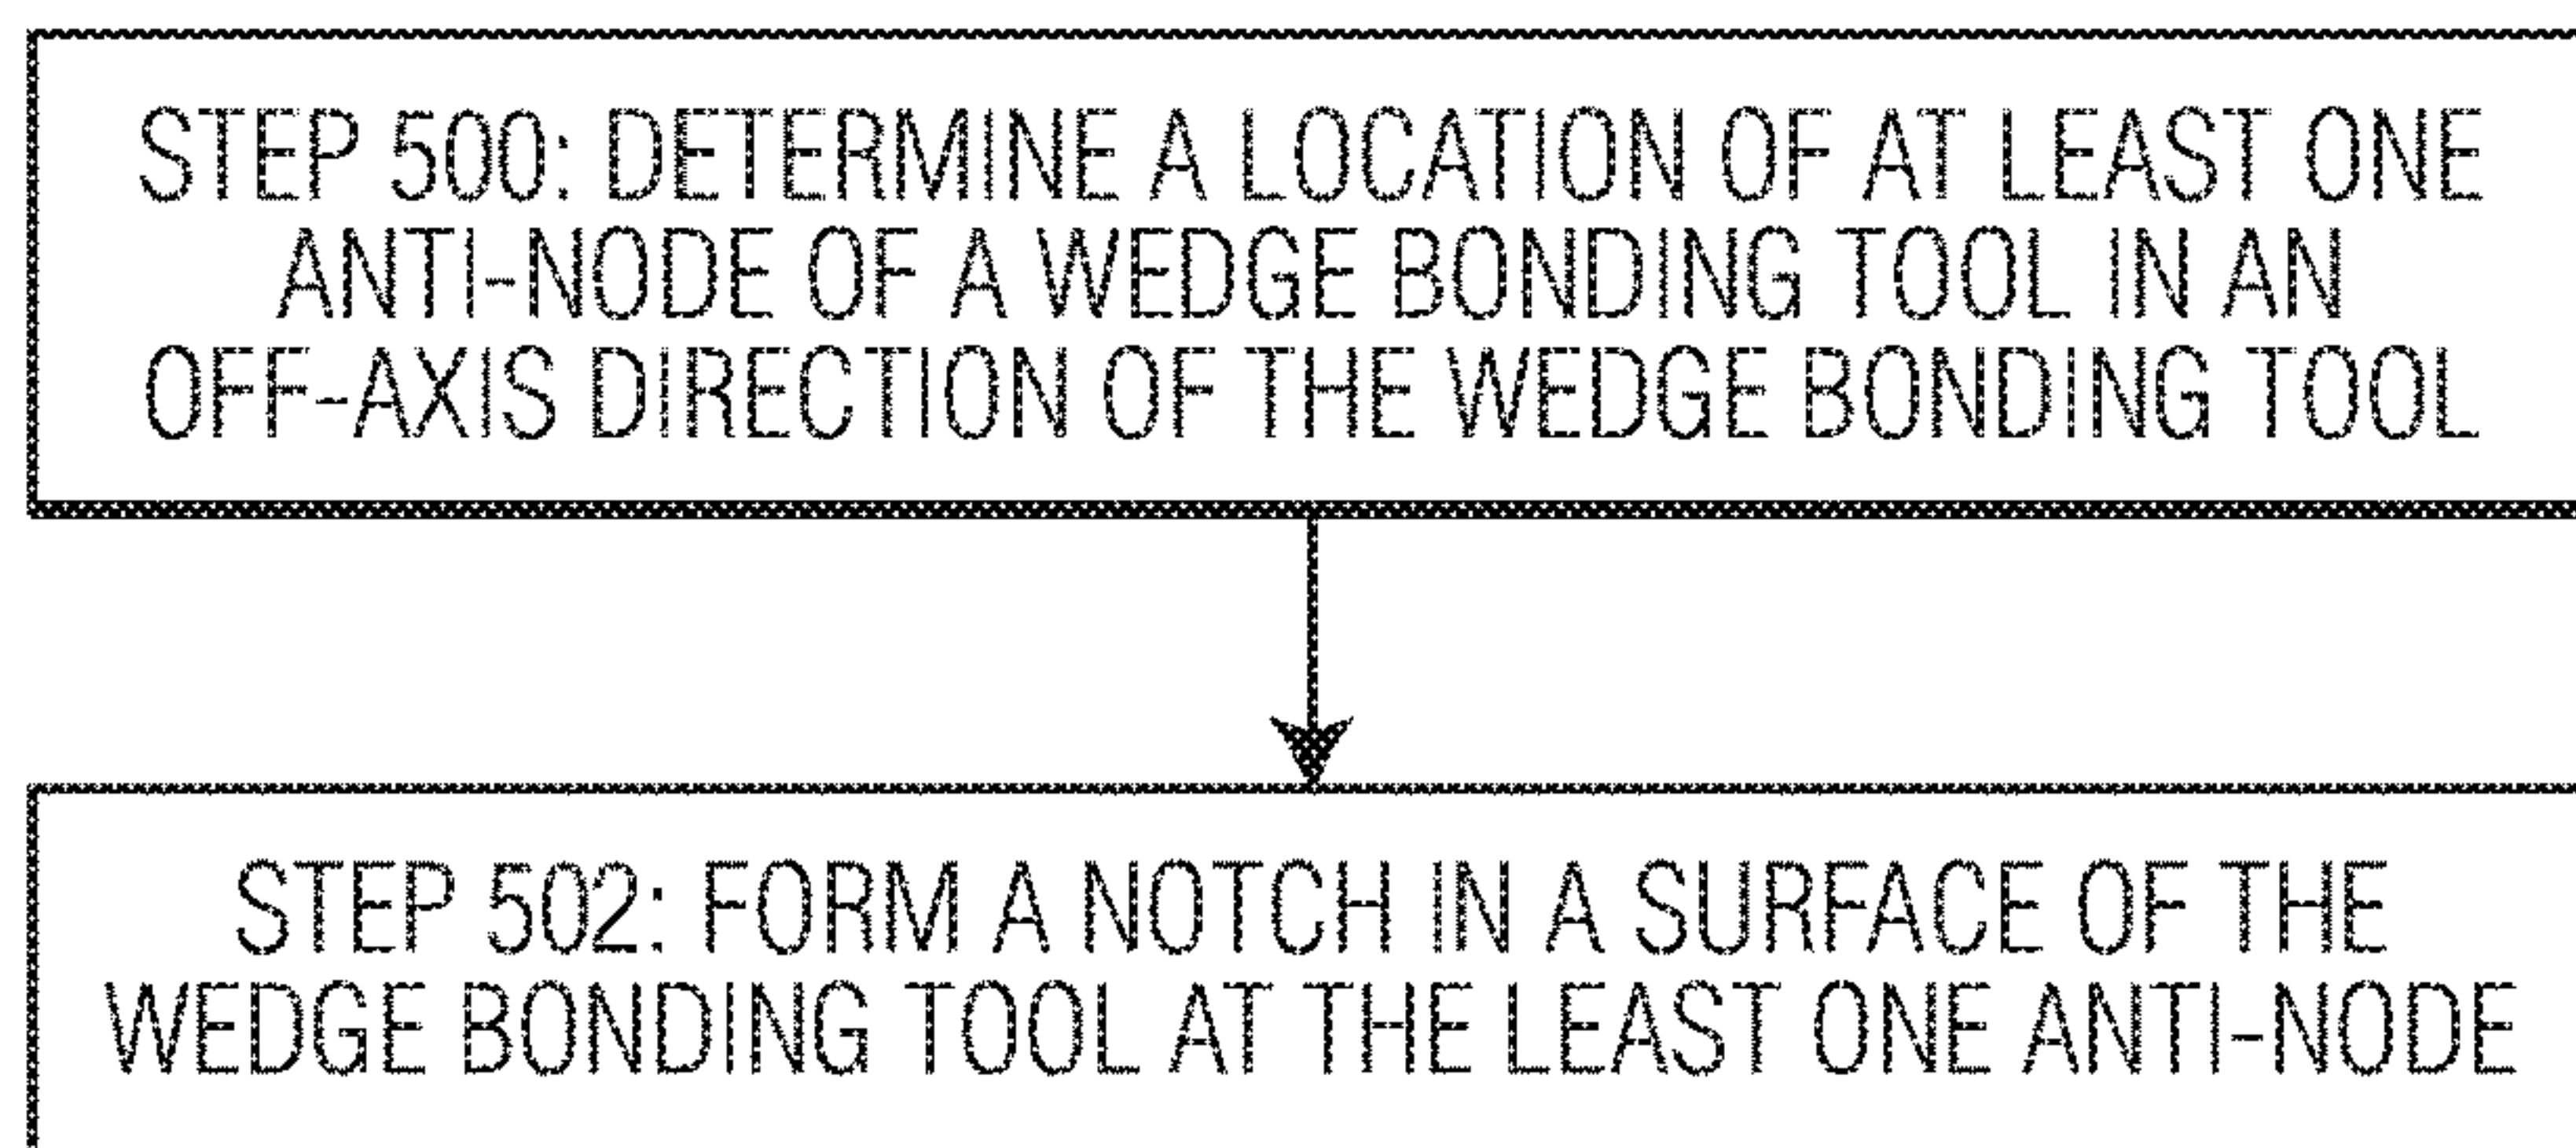 STEP 500: DETERMINE A LOCATION OF AT LEAST ONE
ANTI-NODE OF A WEDGE BONDING TOOL IN AN
OFF-AXIS DIRECTION OF THE WEDGE BONDING TOOL
STEP 502: FORM A NOTCH IN A SURFACE OF THE
WEDGE BONDING TOOL AT THE LEAST ONE ANTI-NODE